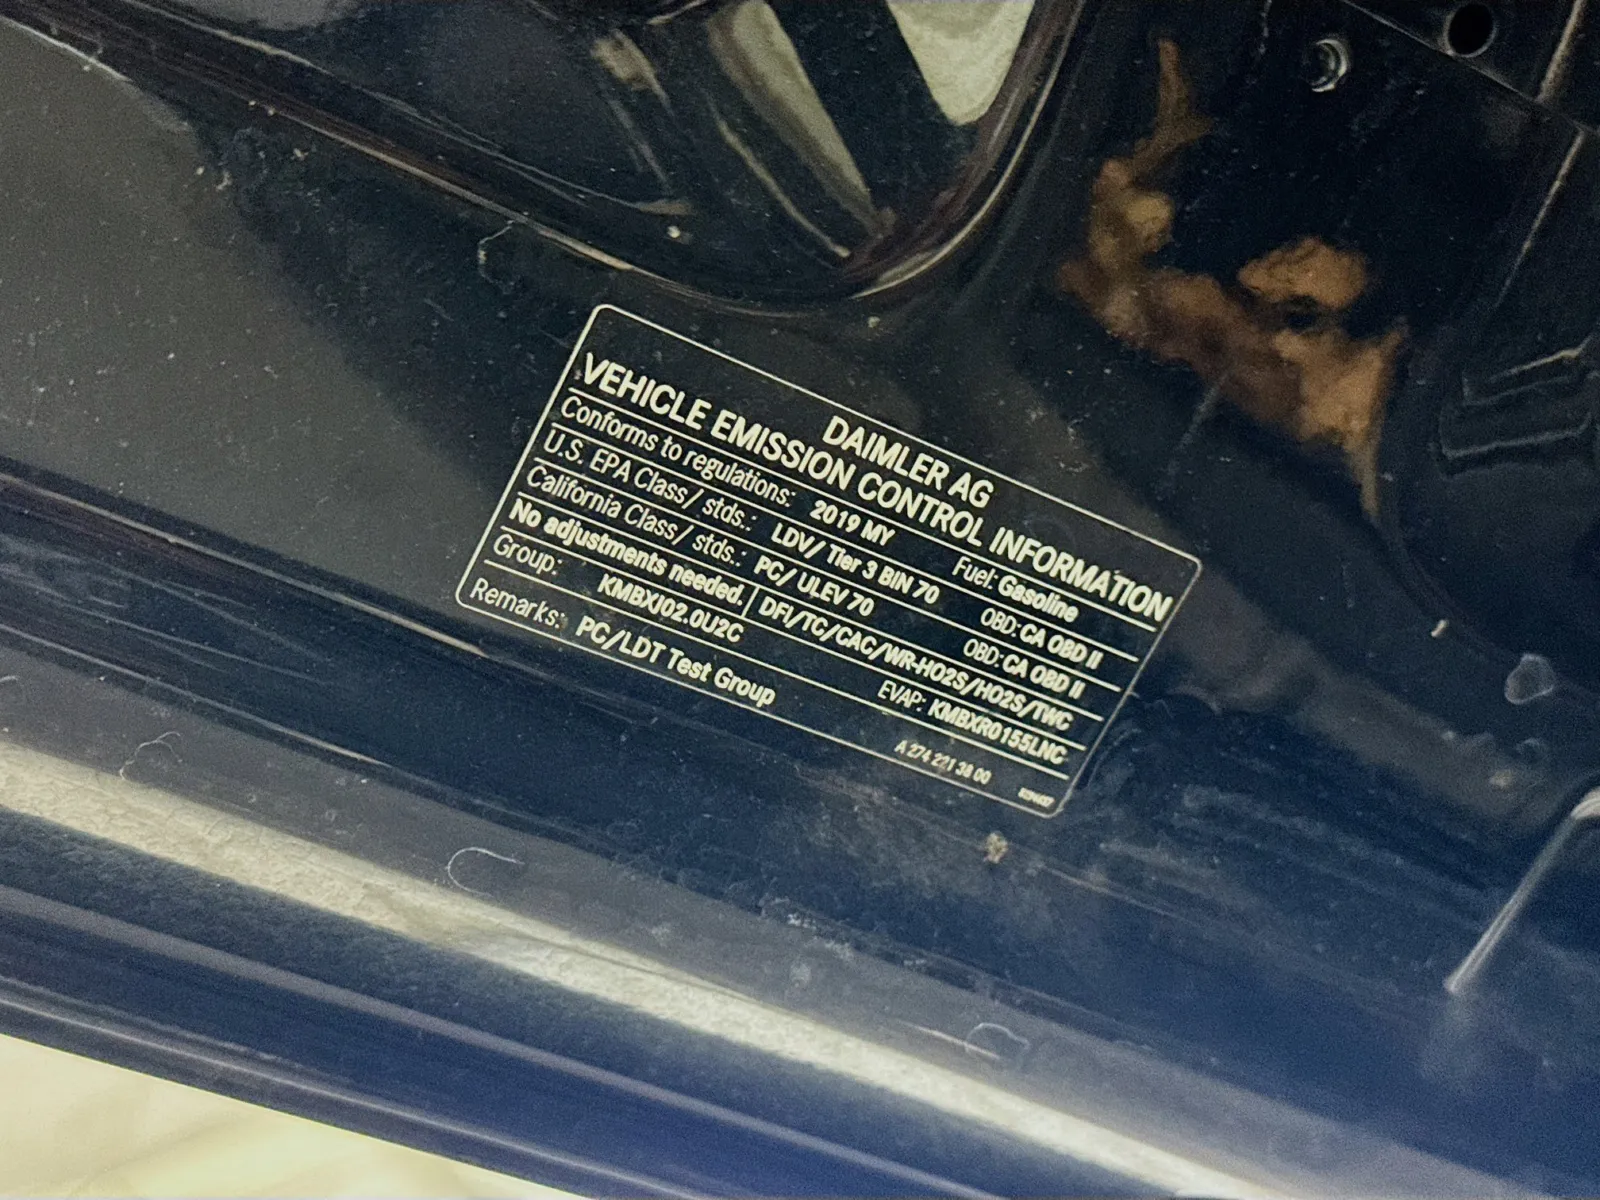 DAIMLER AG
VEHICLE EMISSION CONTROL INFORMATION
Conforms to regulations: 2019 MY Fuel: Gasoline
U.S. EPA Class/ stds.: LDV/ Tier 3 BIN 70 OBD: CA OBD II
California Class/ stds.: PC/ ULEV 70 OBD: CA OBD II
No adjustments needed. DFI/TC/CAC/WR-HO2S/HO2S/TWC
Group: KMBXJ02.0U2C EVAP: KMBXR0155LNC
Remarks: PC/LDT Test Group
A 274 221 38 00